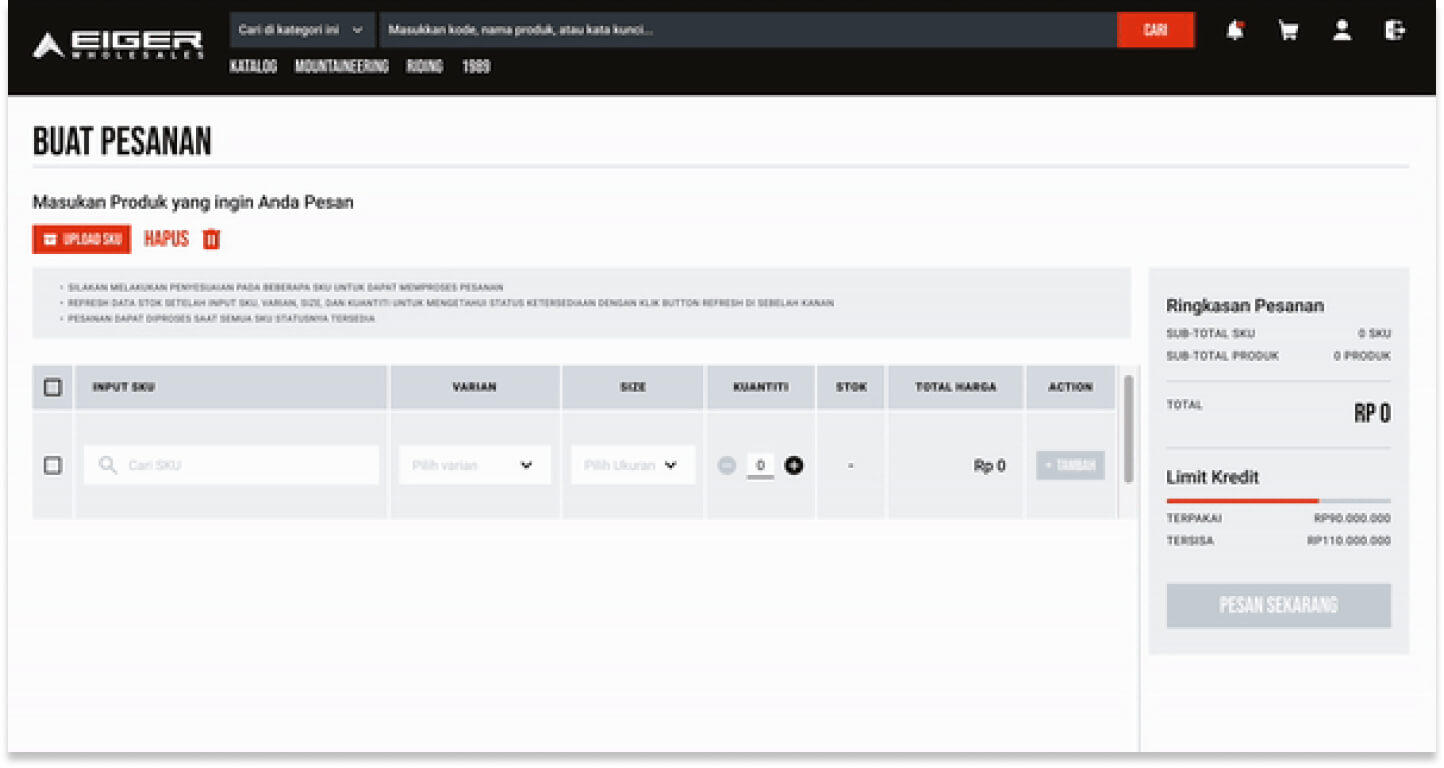 EIGER
WHOLESALES
Cari di kategori ini
Masukkan kode, nama produk, atau kata kunci...
CARI
KATALOG MOUNTAINEERING RIDING 1989
BUAT PESANAN
Masukan Produk yang ingin Anda Pesan
UPLOAD SKU HAPUS
• SILAKAN MELAKUKAN PENYESUAIAN PADA BEBERAPA SKU UNTUK DAPAT MEMPROSES PESANAN
• REFRESH DATA STOK SETELAH INPUT SKU, VARIAN, SIZE, DAN KUANTITI UNTUK MENGETAHUI STATUS KETERSEDIAAN DENGAN KLIK BUTTON REFRESH DI SEBELAH KANAN
• PESANAN DAPAT DIPROSES SAAT SEMUA SKU STATUSNYA TERSEDIA
INPUT SKU VARIAN SIZE KUANTITI STOK TOTAL HARGA ACTION
Cari SKU Pilih varian Pilih Ukuran 0 - Rp 0 + TAMBAH
Ringkasan Pesanan
SUB-TOTAL SKU 0 SKU
SUB-TOTAL PRODUK 0 PRODUK
TOTAL RP 0
Limit Kredit
TERPAKAI RP90.000.000
TERSISA RP110.000.000
PESAN SEKARANG